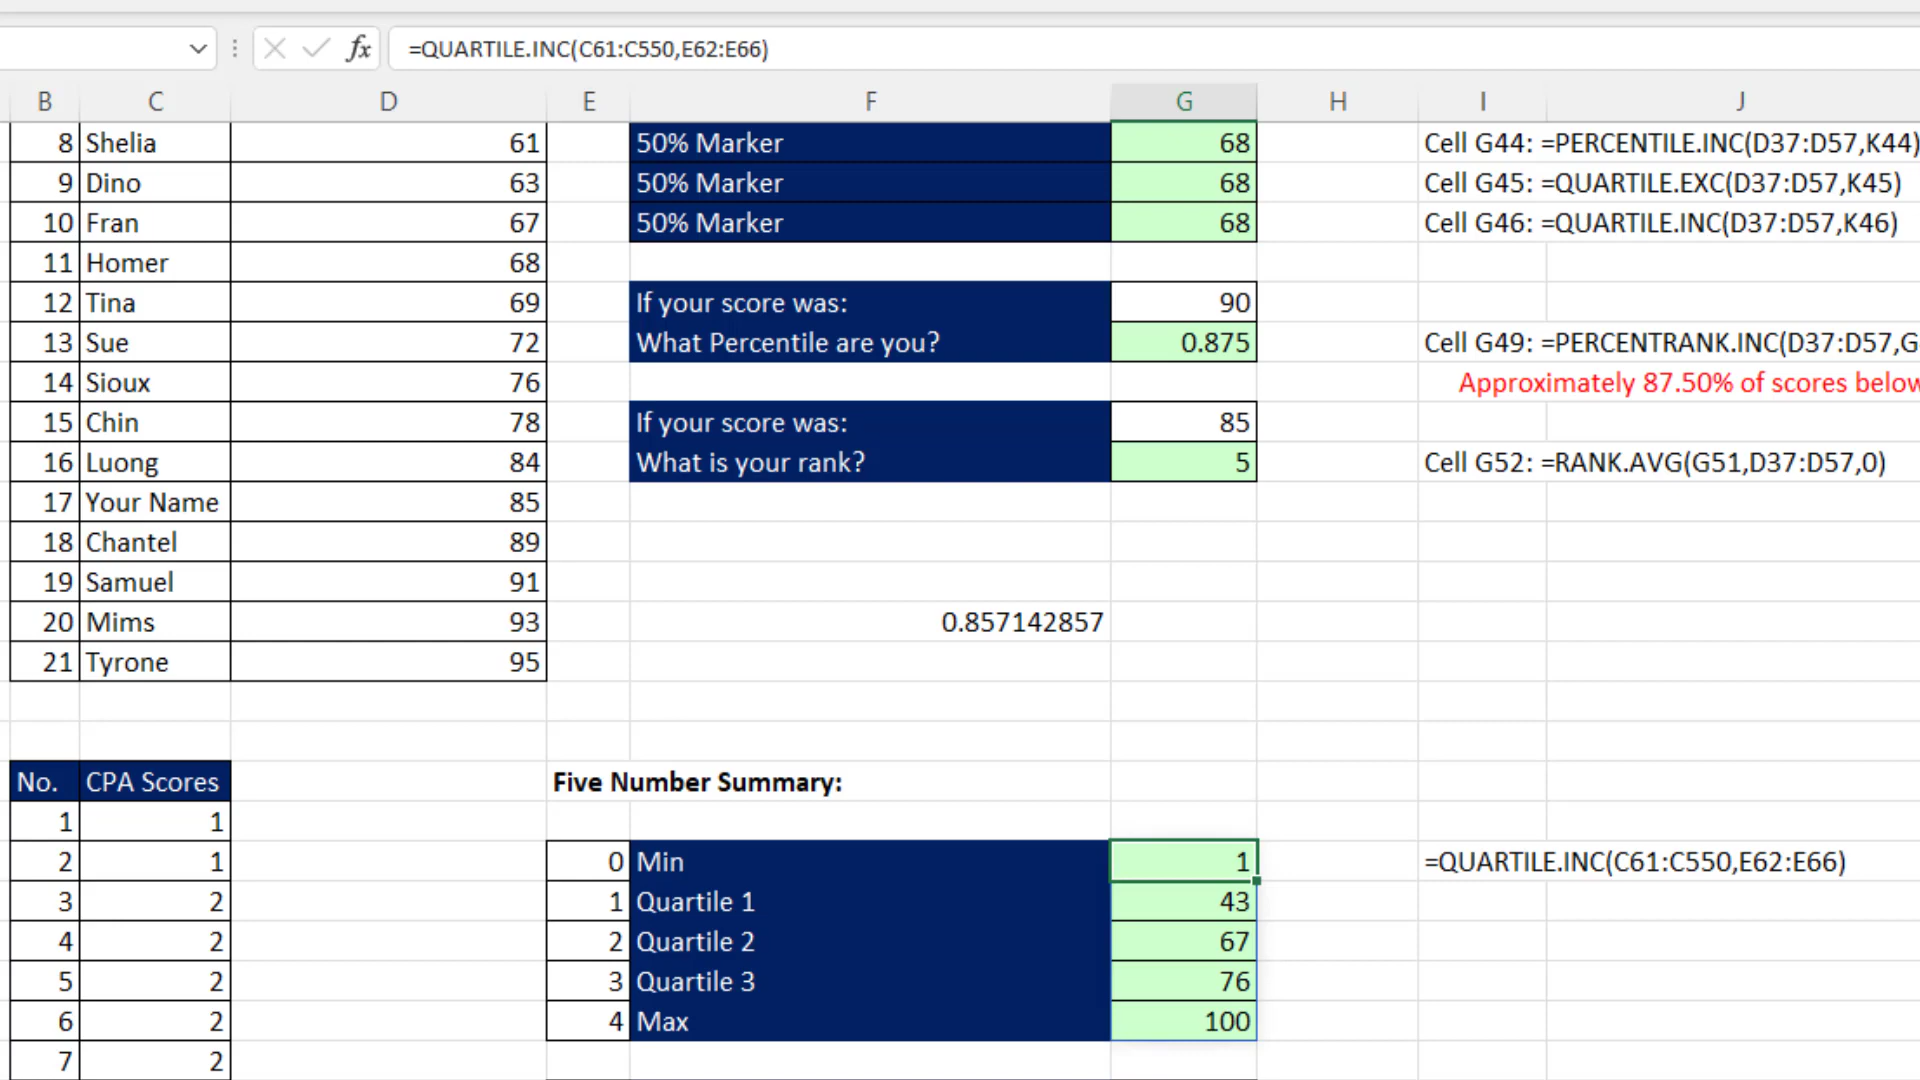 fx =QUARTILE.INC(C61:C550,E62:E66)
B C D E F G H I J
8 Shelia 61 50% Marker 68 Cell G44: =PERCENTILE.INC(D37:D57,K44)
9 Dino 63 50% Marker 68 Cell G45: =QUARTILE.EXC(D37:D57,K45)
10 Fran 67 50% Marker 68 Cell G46: =QUARTILE.INC(D37:D57,K46)
11 Homer 68
12 Tina 69 If your score was: 90
13 Sue 72 What Percentile are you? 0.875 Cell G49: =PERCENTRANK.INC(D37:D57,G
14 Sioux 76 Approximately 87.50% of scores below
15 Chin 78 If your score was: 85
16 Luong 84 What is your rank? 5 Cell G52: =RANK.AVG(G51,D37:D57,0)
17 Your Name 85
18 Chantel 89
19 Samuel 91
20 Mims 93 0.857142857
21 Tyrone 95
No. CPA Scores Five Number Summary:
1 1
2 1 0 Min 1 =QUARTILE.INC(C61:C550,E62:E66)
3 2 1 Quartile 1 43
4 2 2 Quartile 2 67
5 2 3 Quartile 3 76
6 2 4 Max 100
7 2